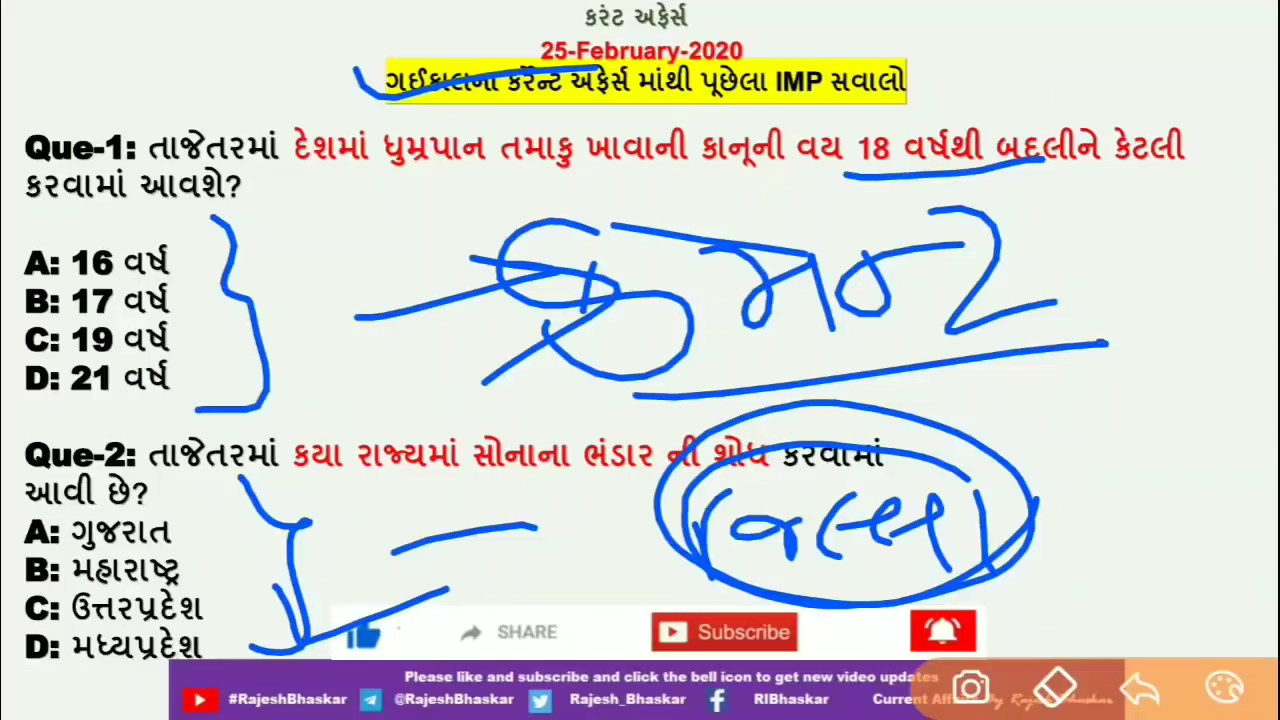 કરંટ અફેર્સ
25-February-2020
ગઈકાલના કરૅન્ટ અફેર્સ માંથી પૂછેલા IMP સવાલો
Que-1: તાજેતરમાં દેશમાં ધુમ્રપાન તમાકુ ખાવાની કાનૂની વય 18 વર્ષથી બદલીને કેટલી
કરવામાં આવશે?
A: 16 વર્ષ
B: 17 વર્ષ
C: 19 વર્ષ
D: 21 વર્ષ
Que-2: તાજેતરમાં કયા રાજ્યમાં સોનાના ભંડાર ની શોધ કરવામાં
આવી છે?
A: ગુજરાત
B: મહારાષ્ટ્ર
C: ઉત્તરપ્રદેશ
D: મધ્યપ્રદેશ
SHARE
Subscribe
Please like and subscribe and click the bell icon to get new video updates
#RajeshBhaskar @RajeshBhaskar Rajesh_Bhaskar RIBhaskar Current